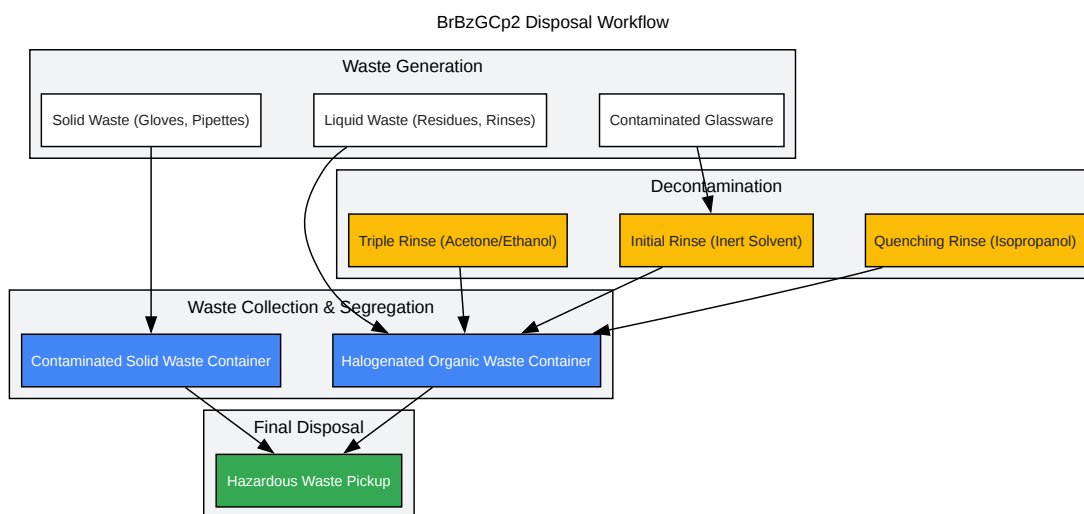 BrBzGCp2 Disposal Workflow
Waste Generation
Solid Waste (Gloves, Pipettes)
Liquid Waste (Residues, Rinses)
Contaminated Glassware
Decontamination
Triple Rinse (Acetone/Ethanol)
Initial Rinse (Inert Solvent)
Quenching Rinse (Isopropanol)
Waste Collection & Segregation
Contaminated Solid Waste Container
Halogenated Organic Waste Container
Final Disposal
Hazardous Waste Pickup